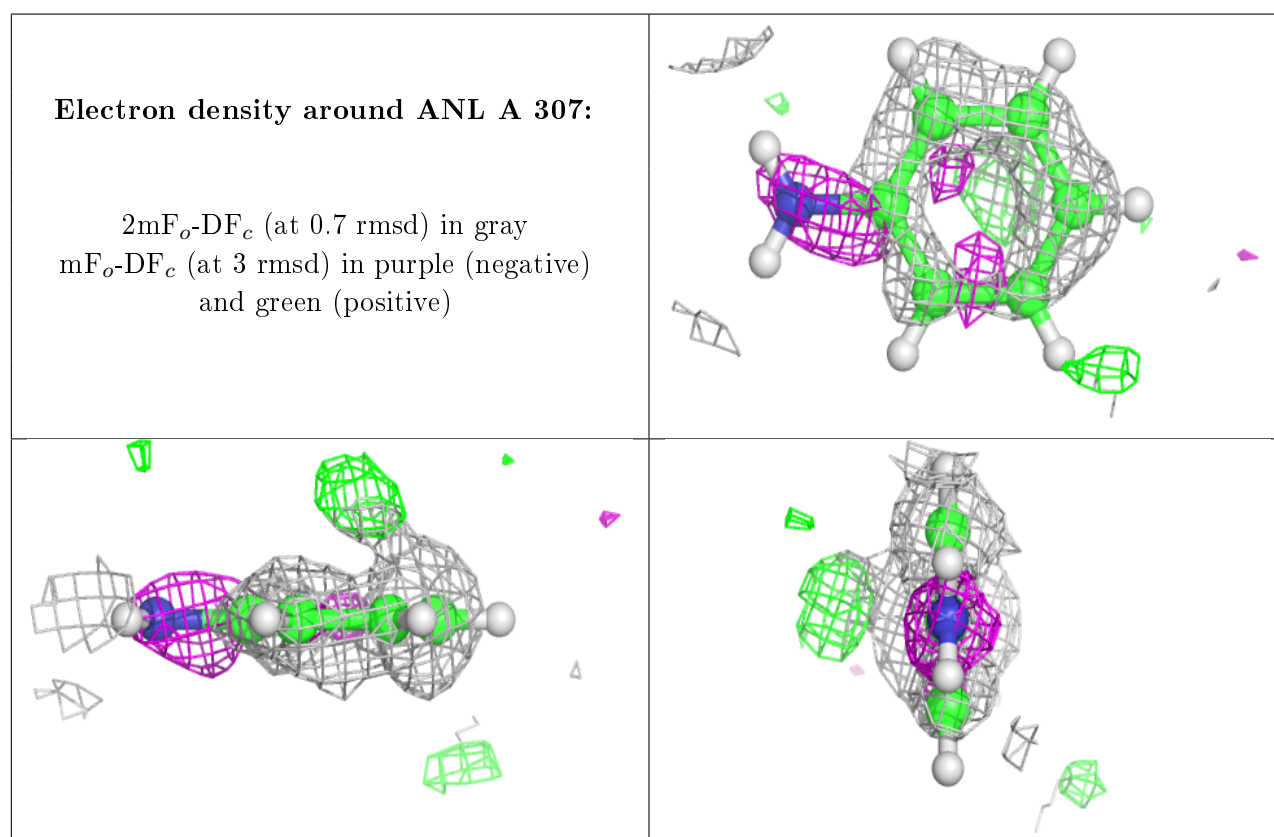 Electron density around ANL A 307:
2mFo-DFc (at 0.7 rmsd) in gray
mFo-DFc (at 3 rmsd) in purple (negative)
and green (positive)